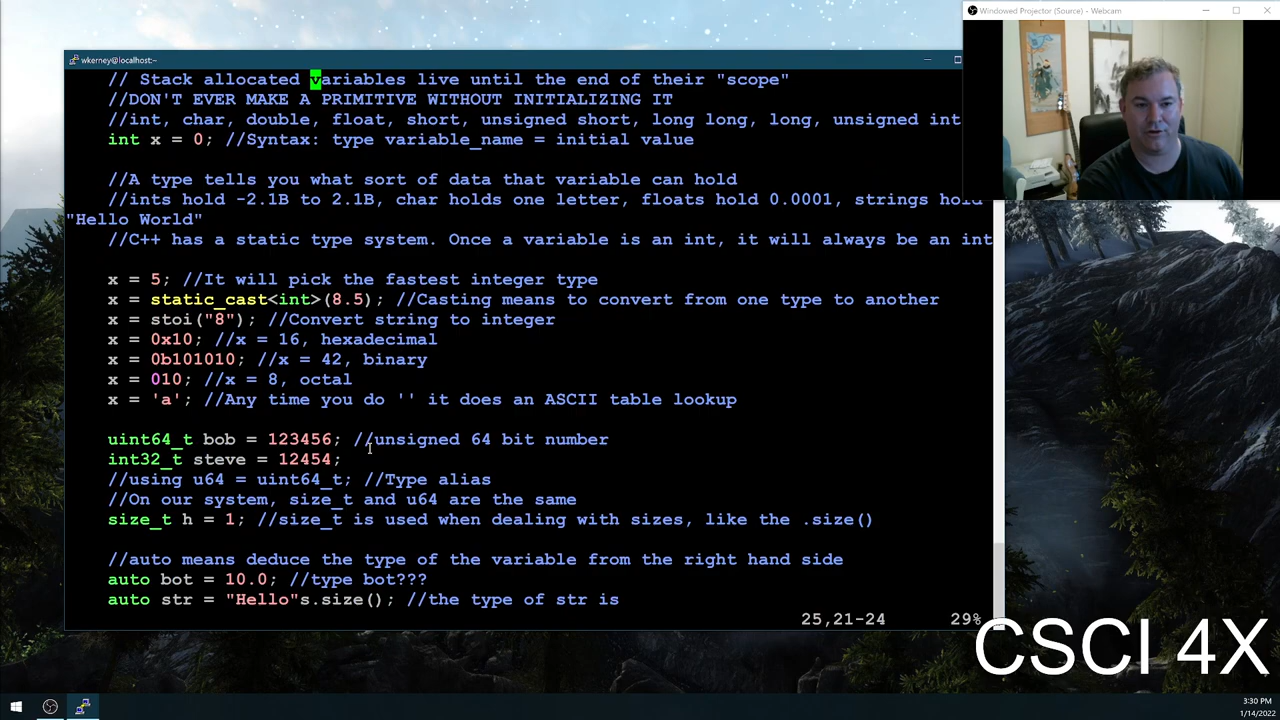 Windowed Projector (Source) - Webcam
wkerney@localhost:~
// Stack allocated variables live until the end of their "scope"
//DON'T EVER MAKE A PRIMITIVE WITHOUT INITIALIZING IT
//int, char, double, float, short, unsigned short, long long, long, unsigned int
int x = 0; //Syntax: type variable_name = initial value
//A type tells you what sort of data that variable can hold
//ints hold -2.1B to 2.1B, char holds one letter, floats hold 0.0001, strings hold
"Hello World"
//C++ has a static type system. Once a variable is an int, it will always be an int
x = 5; //It will pick the fastest integer type
x = static_cast<int>(8.5); //Casting means to convert from one type to another
x = stoi("8"); //Convert string to integer
x = 0x10; //x = 16, hexadecimal
x = 0b101010; //x = 42, binary
x = 010; //x = 8, octal
x = 'a'; //Any time you do '' it does an ASCII table lookup
uint64_t bob = 123456; //unsigned 64 bit number
int32_t steve = 12454;
//using u64 = uint64_t; //Type alias
//On our system, size_t and u64 are the same
size_t h = 1; //size_t is used when dealing with sizes, like the .size()
//auto means deduce the type of the variable from the right hand side
auto bot = 10.0; //type bot???
auto str = "Hello"s.size(); //the type of str is
25,21-24 29%
CSCI 4X
3:30 PM
1/14/2022